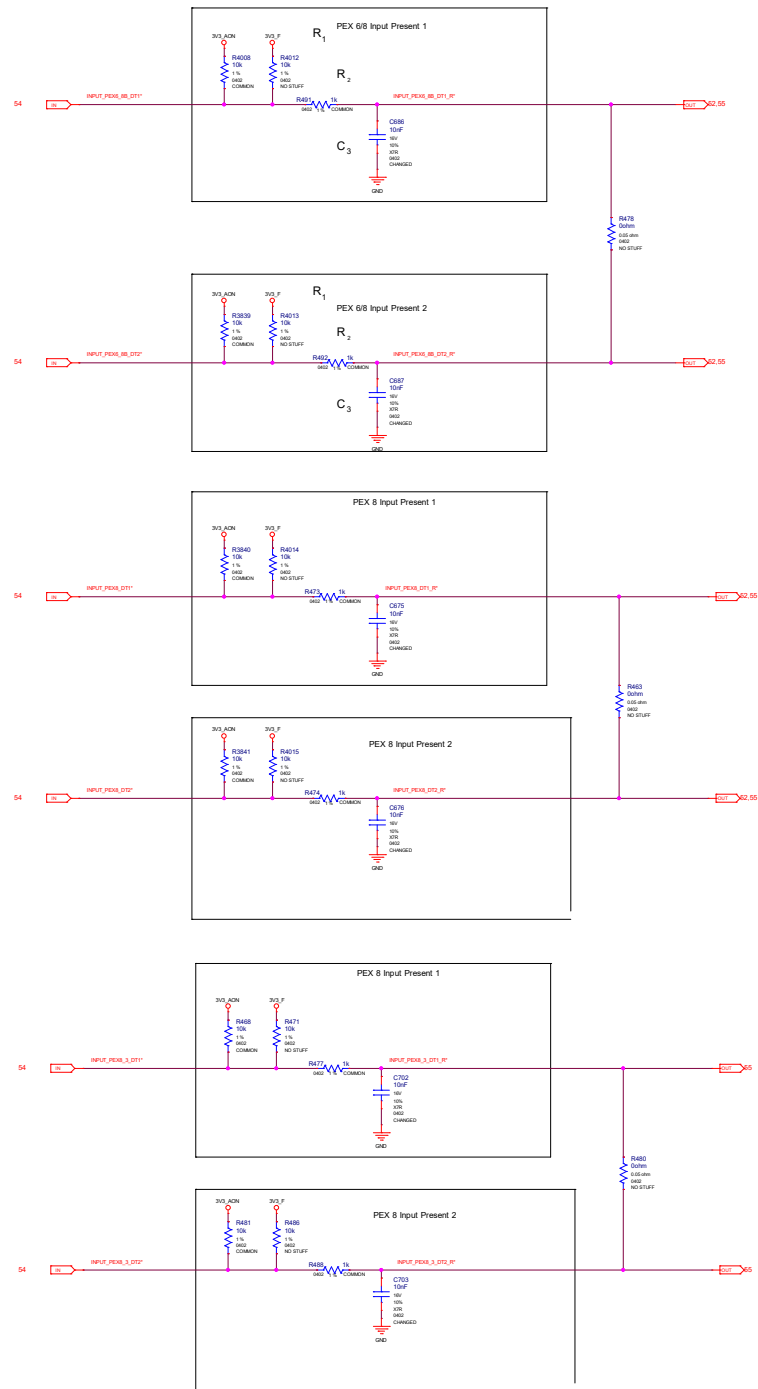 PEX 6/8 Input Present 1
R1
3V3_AON
3V3_F
R4008
10k
1 %
0402
COMMON
R4012
10k
1 %
0402
NO STUFF
R2
54
IN
INPUT_PEX6_8B_DT1*
R491
1k
0402
1 %
COMMON
INPUT_PEX6_8B_DT1_R*
OUT
52,55
C3
C686
10nF
16V
10%
X7R
0402
CHANGED
GND
R478
0ohm
0.05 ohm
0402
NO STUFF
R1
PEX 6/8 Input Present 2
3V3_AON
3V3_F
R3839
10k
1 %
0402
COMMON
R4013
10k
1 %
0402
NO STUFF
R2
54
IN
INPUT_PEX6_8B_DT2*
R492
1k
0402
1 %
COMMON
INPUT_PEX6_8B_DT2_R*
OUT
52,55
C3
C687
10nF
16V
10%
X7R
0402
CHANGED
GND
PEX 8 Input Present 1
3V3_AON
3V3_F
R3840
10k
1 %
0402
COMMON
R4014
10k
1 %
0402
NO STUFF
54
IN
INPUT_PEX8_DT1*
R473
1k
0402
1 %
COMMON
INPUT_PEX8_DT1_R*
OUT
52,55
C675
10nF
16V
10%
X7R
0402
CHANGED
GND
R463
0ohm
0.05 ohm
0402
NO STUFF
PEX 8 Input Present 2
3V3_AON
3V3_F
R3841
10k
1 %
0402
COMMON
R4015
10k
1 %
0402
NO STUFF
54
IN
INPUT_PEX8_DT2*
R474
1k
0402
1 %
COMMON
INPUT_PEX8_DT2_R*
OUT
52,55
C676
10nF
16V
10%
X7R
0402
CHANGED
GND
PEX 8 Input Present 1
3V3_AON
3V3_F
R468
10k
1 %
0402
COMMON
R471
10k
1 %
0402
NO STUFF
54
IN
INPUT_PEX8_3_DT1*
R477
1k
0402
1 %
COMMON
INPUT_PEX8_3_DT1_R*
OUT
55
C702
10nF
16V
10%
X7R
0402
CHANGED
GND
R480
0ohm
0.05 ohm
0402
NO STUFF
PEX 8 Input Present 2
3V3_AON
3V3_F
R481
10k
1 %
0402
COMMON
R486
10k
1 %
0402
NO STUFF
54
IN
INPUT_PEX8_3_DT2*
R488
1k
0402
1 %
COMMON
INPUT_PEX8_3_DT2_R*
OUT
55
C703
10nF
16V
10%
X7R
0402
CHANGED
GND